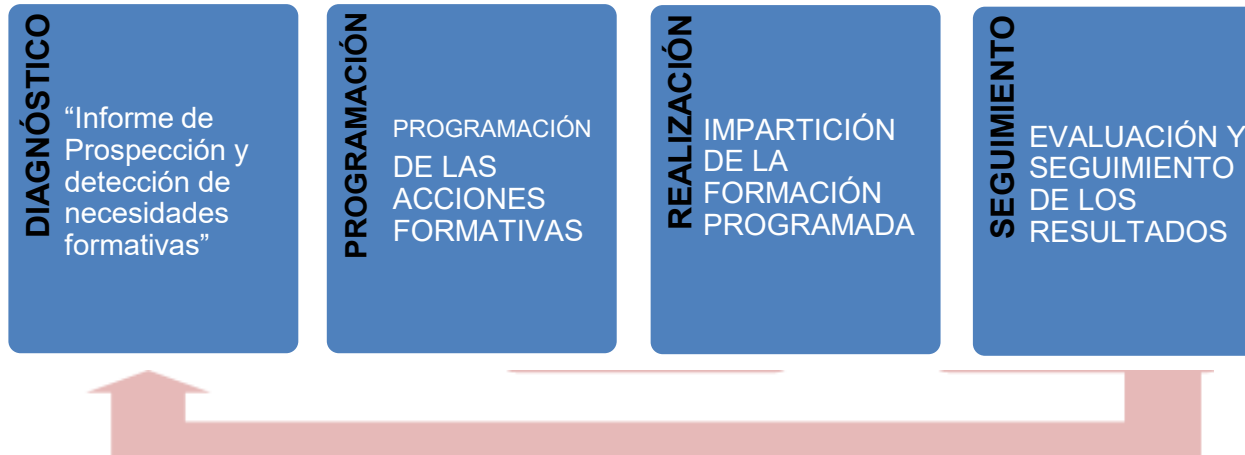 DIAGNÓSTICO
“Informe de
Prospección y
detección de
necesidades
formativas”
PROGRAMACIÓN
PROGRAMACIÓN
DE LAS
ACCIONES
FORMATIVAS
REALIZACIÓN
IMPARTICIÓN
DE LA
FORMACIÓN
PROGRAMADA
SEGUIMIENTO
EVALUACIÓN Y
SEGUIMIENTO
DE LOS
RESULTADOS